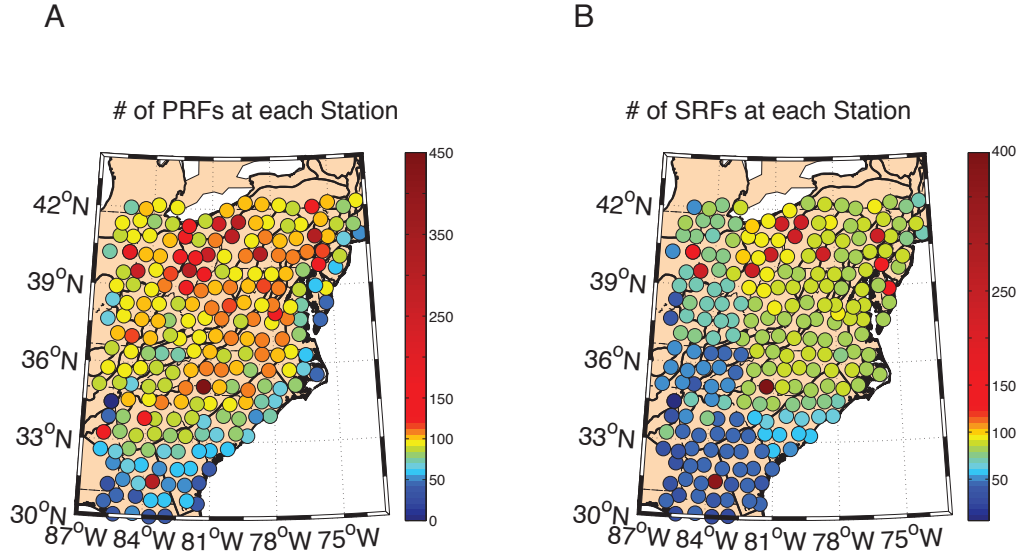 A
B
# of PRFs at each Station
# of SRFs at each Station
42°N
39°N
36°N
33°N
30°N
87°W 84°W 81°W 78°W 75°W
450
350
250
150
100
50
0
42°N
39°N
36°N
33°N
30°N
87°W 84°W 81°W 78°W 75°W
400
300
200
150
100
50